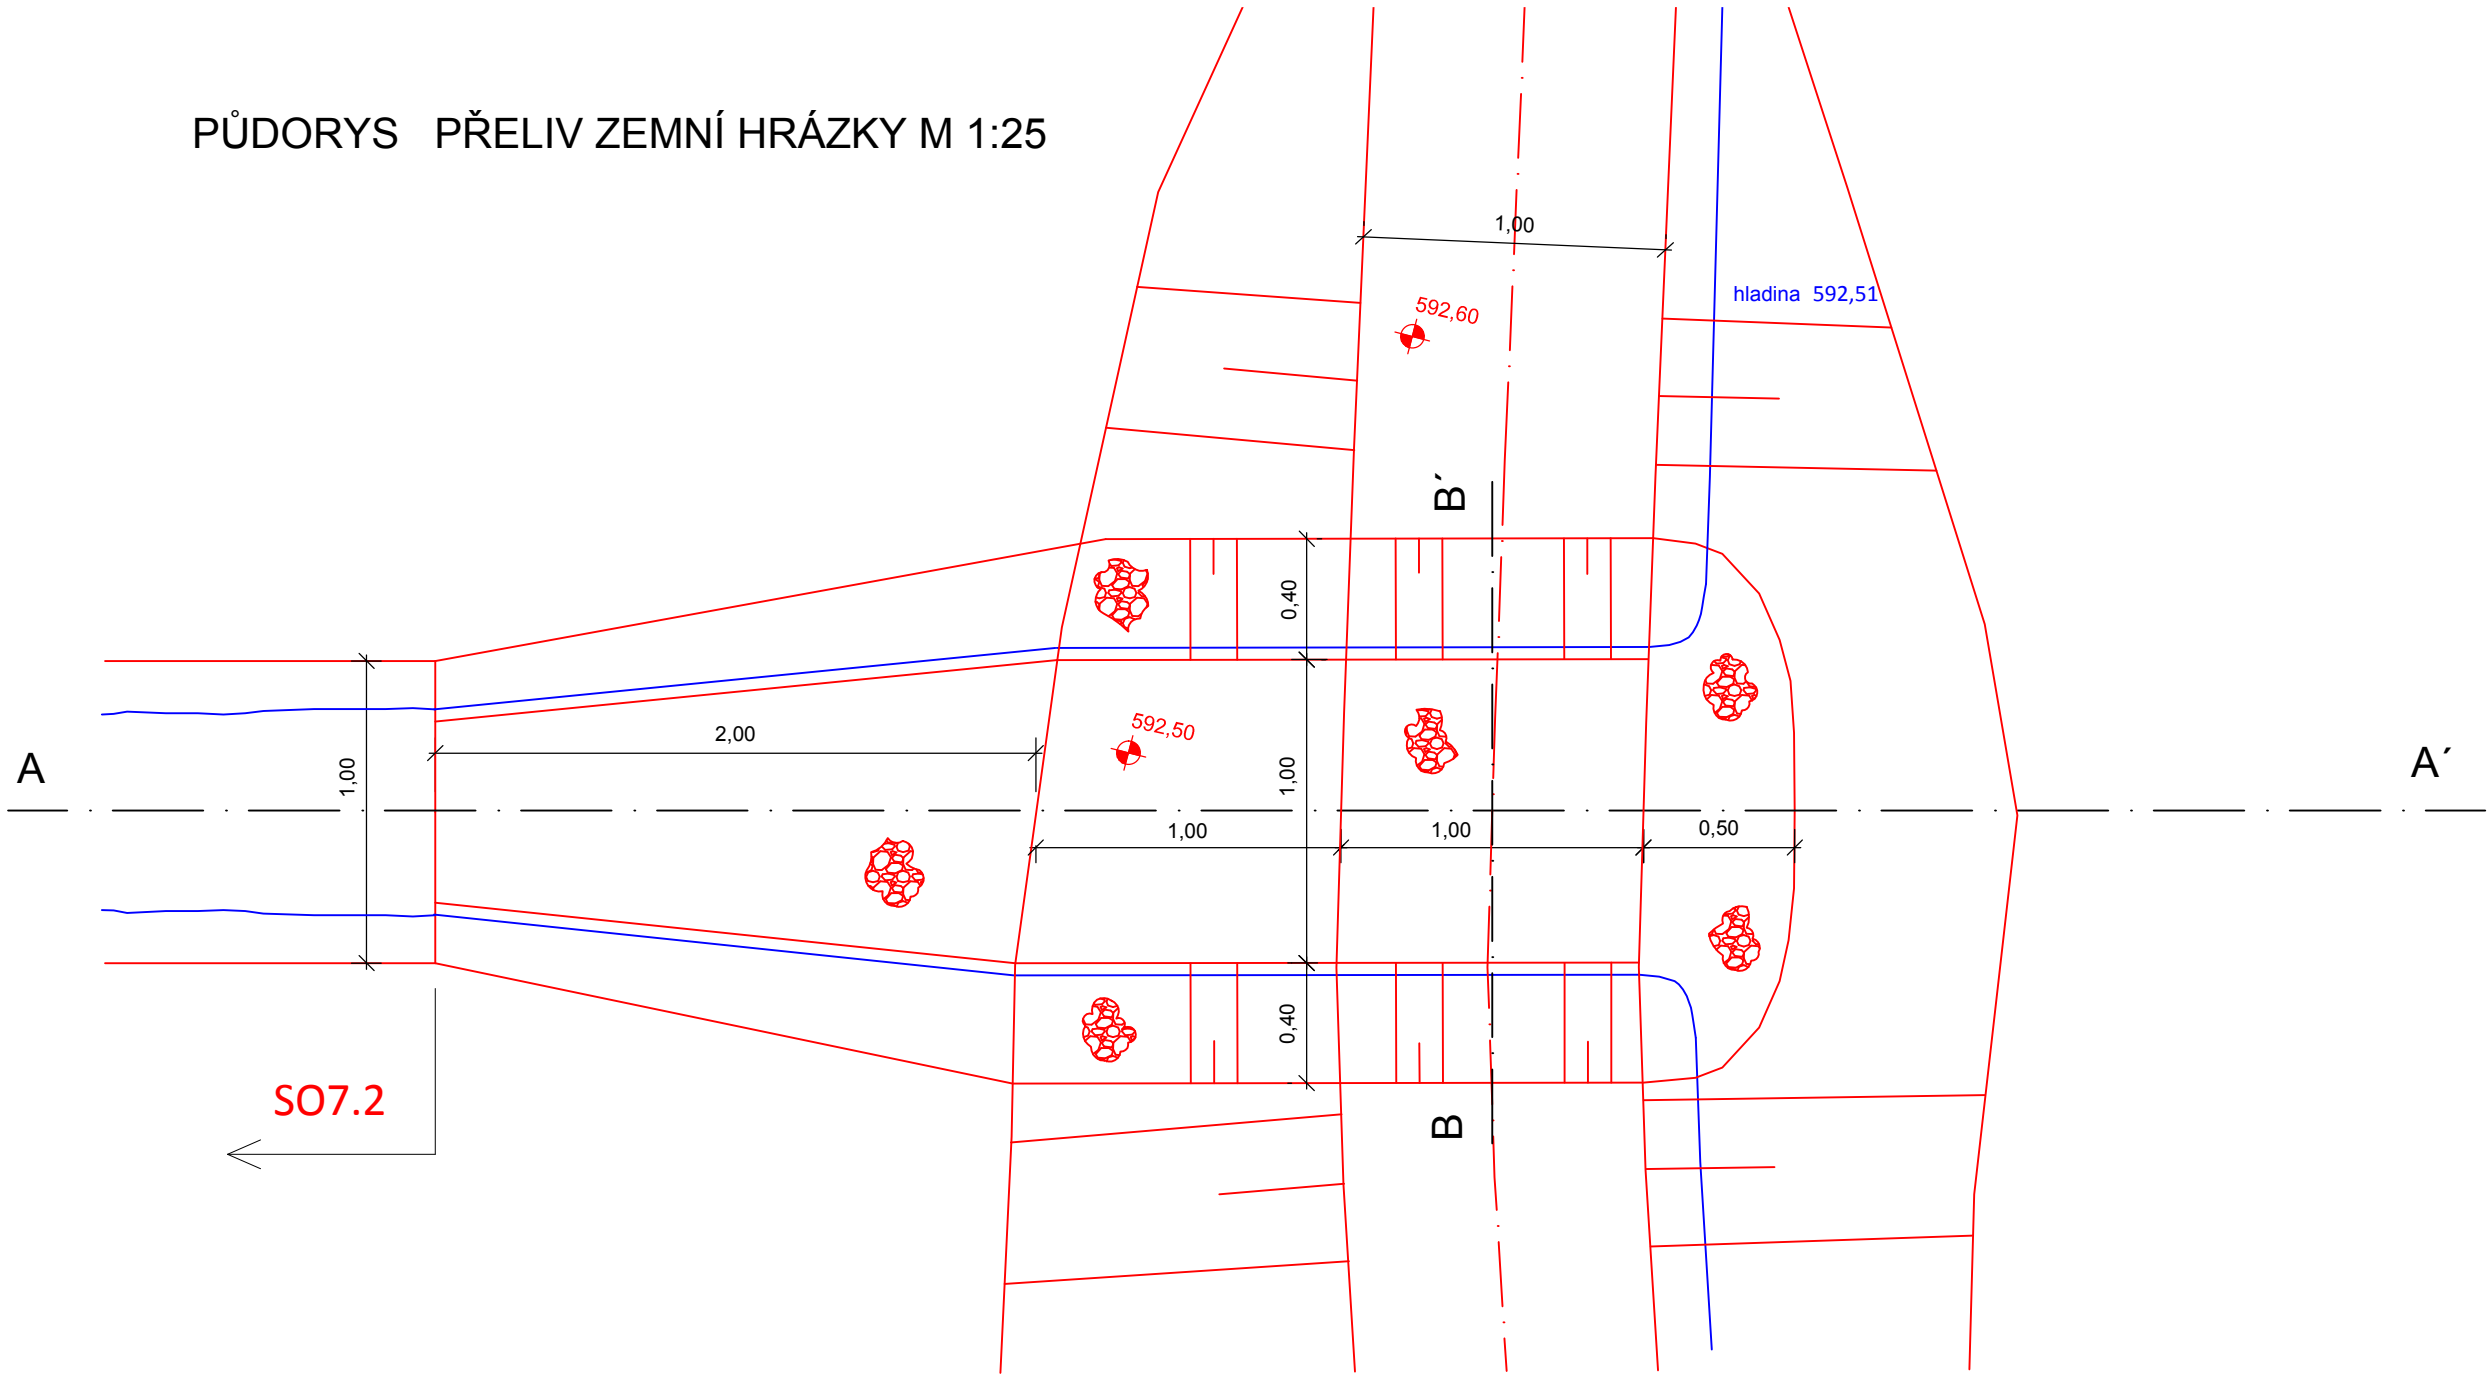 PŮDORYS PŘELIV ZEMNÍ HRÁZKY M 1:25
1,00
hladina 592,51
592,60
B´
0,40
592,50
2,00
1,00
1,00
A
A´
1,00
1,00
0,50
0,40
SO7.2
B